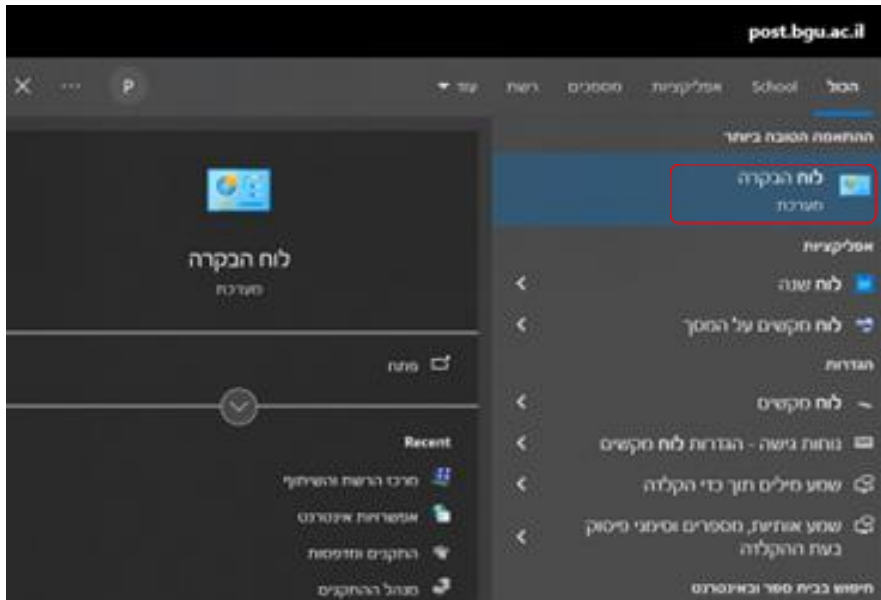 post.bgu.ac.il
הכול School אפליקציות מסמכים רשת עוד P
ההתאמה הטובה ביותר
לוח הבקרה
מערכת
אפליקציות
לוח שנה
לוח מקשים על המסך
הגדרות
לוח מקשים
נוחות גישה - הגדרות לוח מקשים
שמע מילים תוך כדי הקלדה
שמע אותיות, מספרים וסימני פיסוק
בעת ההקלדה
חיפוש בבית ספר ובאינטרנט
לוח הבקרה
מערכת
פתח
Recent
מרכז הרשת והשיתוף
אפשרויות אינטרנט
התקנים ומדפסות
מנהל ההתקנים